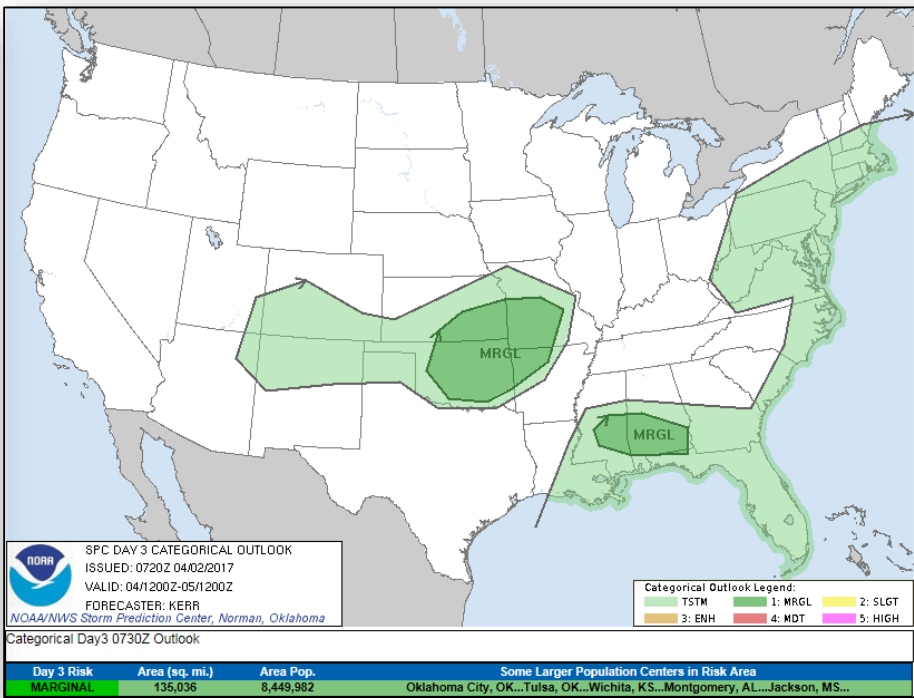 MRGL
MRGL
SPC DAY 3 CATEGORICAL OUTLOOK
ISSUED: 0720Z 04/02/2017
VALID: 04/1200Z-05/1200Z
FORECASTER: KERR
NOAA/NWS Storm Prediction Center, Norman, Oklahoma
NOAA
Categorical Outlook Legend:
TSTM 1: MRGL 2: SLGT
3: ENH 4: MDT 5: HIGH
Categorical Day3 0730Z Outlook
Day 3 Risk Area (sq. mi.) Area Pop. Some Larger Population Centers in Risk Area
MARGINAL 135,036 8,449,982 Oklahoma City, OK...Tulsa, OK...Wichita, KS...Montgomery, AL...Jackson, MS...